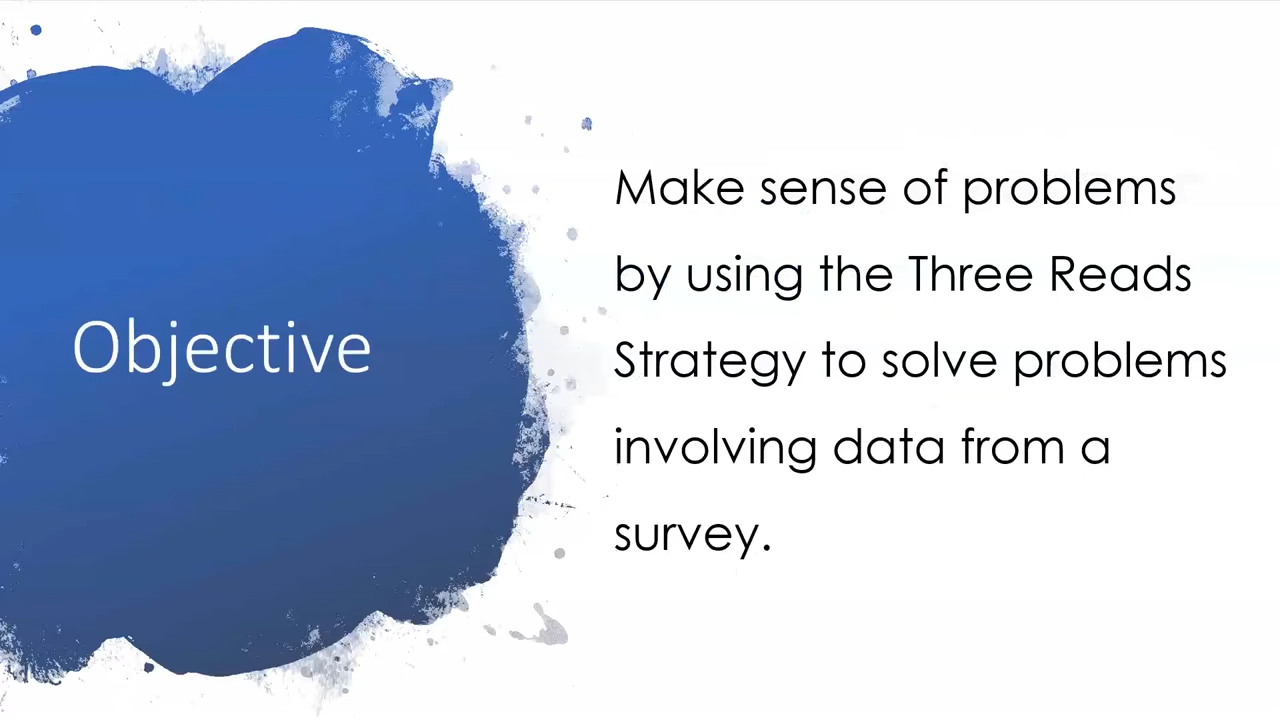 Objective
Make sense of problems
by using the Three Reads
Strategy to solve problems
involving data from a
survey.